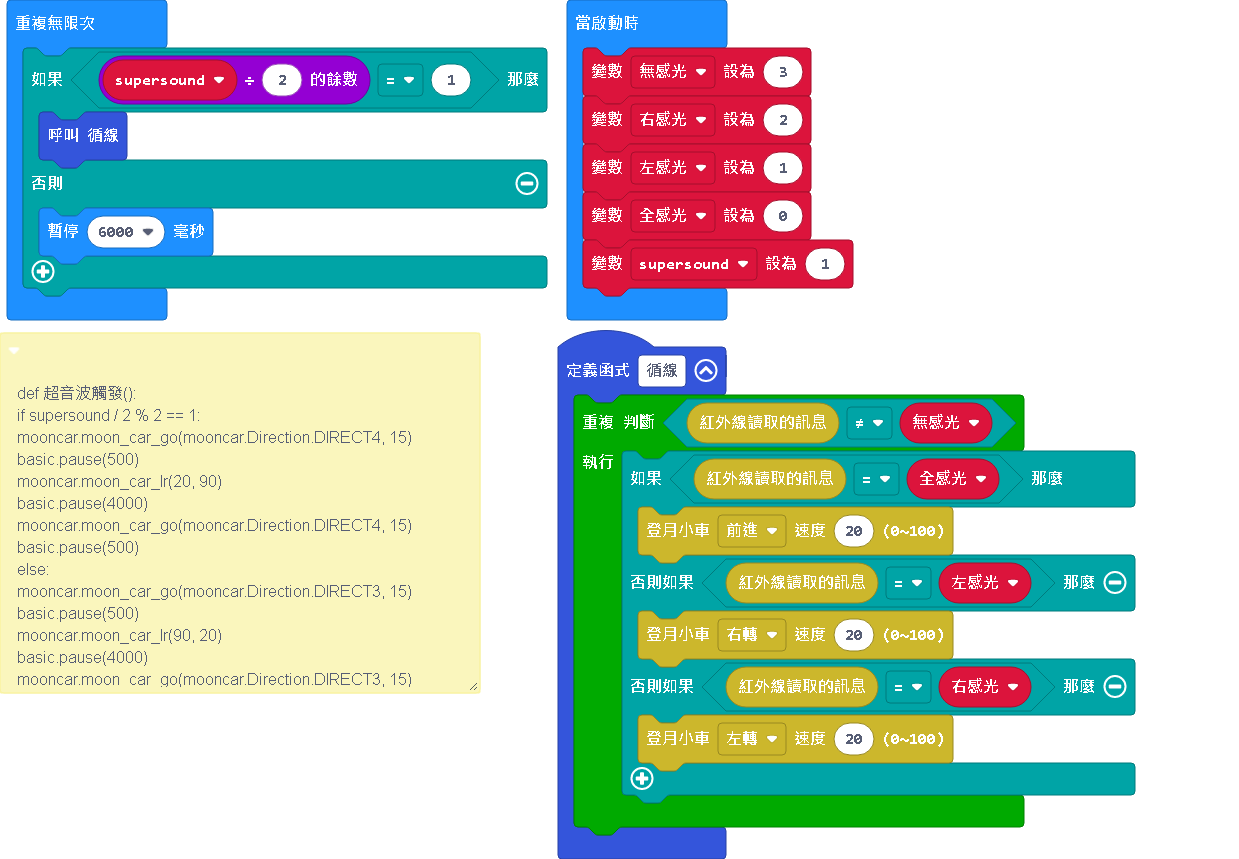 重複無限次
如果 supersound ÷ 2 的餘數 = 1 那麼
呼叫 循線
否則
暫停 6000 毫秒
當啟動時
變數 無感光 設為 3
變數 右感光 設為 2
變數 左感光 設為 1
變數 全感光 設為 0
變數 supersound 設為 1
def 超音波觸發():
if supersound / 2 % 2 == 1:
mooncar.moon_car_go(mooncar.Direction.DIRECT4, 15)
basic.pause(500)
mooncar.moon_car_lr(20, 90)
basic.pause(4000)
mooncar.moon_car_go(mooncar.Direction.DIRECT4, 15)
basic.pause(500)
else:
mooncar.moon_car_go(mooncar.Direction.DIRECT3, 15)
basic.pause(500)
mooncar.moon_car_lr(90, 20)
basic.pause(4000)
mooncar.moon_car_go(mooncar.Direction.DIRECT3, 15)
定義函式 循線
重複 判斷 紅外線讀取的訊息 ≠ 無感光
執行
如果 紅外線讀取的訊息 = 全感光 那麼
登月小車 前進 速度 20 (0~100)
否則如果 紅外線讀取的訊息 = 左感光 那麼
登月小車 右轉 速度 20 (0~100)
否則如果 紅外線讀取的訊息 = 右感光 那麼
登月小車 左轉 速度 20 (0~100)